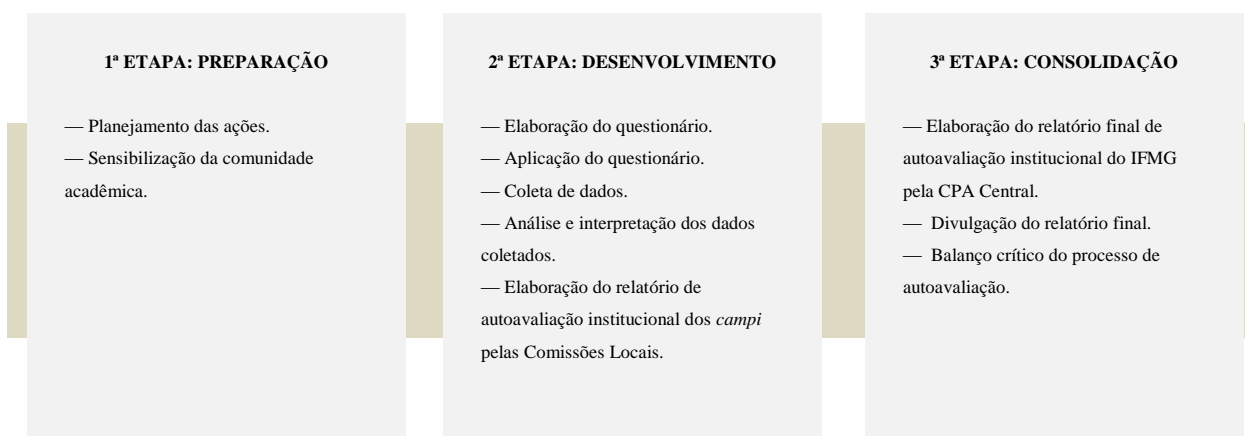 1ª ETAPA: PREPARAÇÃO
— Planejamento das ações.
— Sensibilização da comunidade
acadêmica.
2ª ETAPA: DESENVOLVIMENTO
— Elaboração do questionário.
— Aplicação do questionário.
— Coleta de dados.
— Análise e interpretação dos dados
coletados.
— Elaboração do relatório de
autoavaliação institucional dos campi
pelas Comissões Locais.
3ª ETAPA: CONSOLIDAÇÃO
— Elaboração do relatório final de
autoavaliação institucional do IFMG
pela CPA Central.
— Divulgação do relatório final.
— Balanço crítico do processo de
autoavaliação.